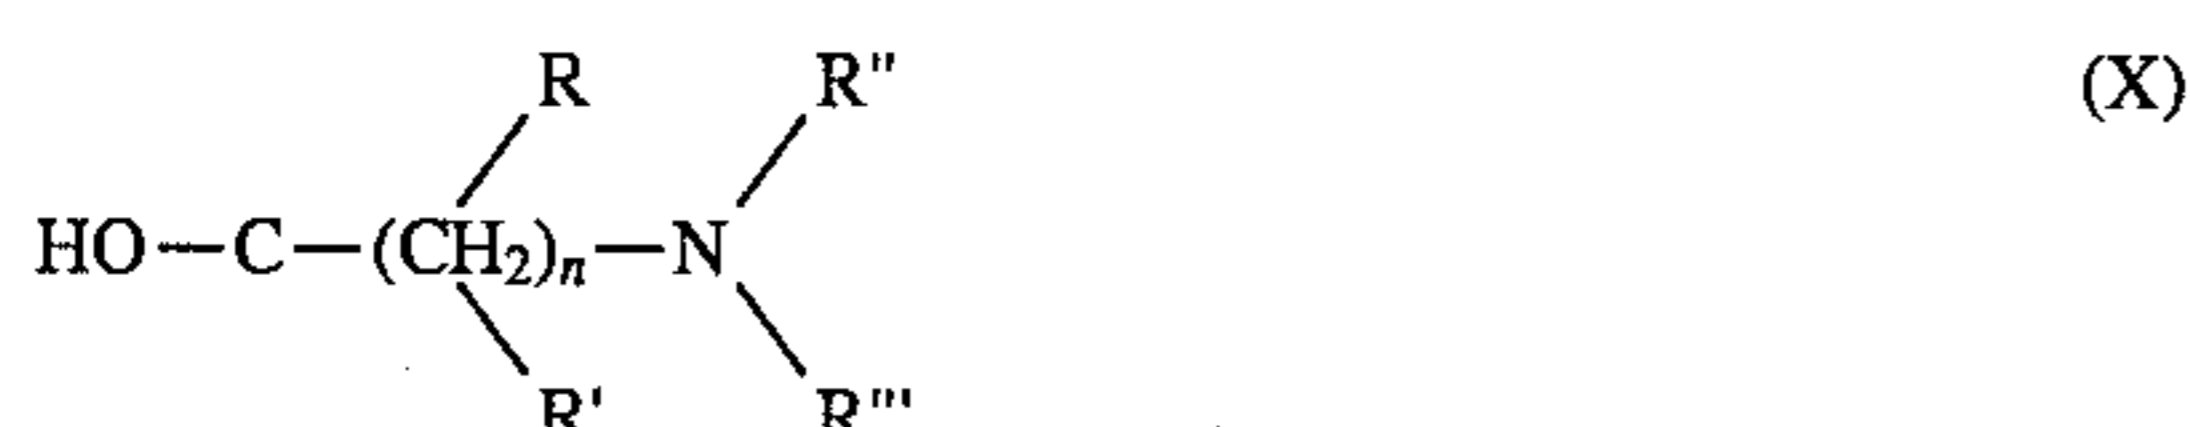 R R" (X)
HO—C—(CH₂)ₙ—N
R' R"'